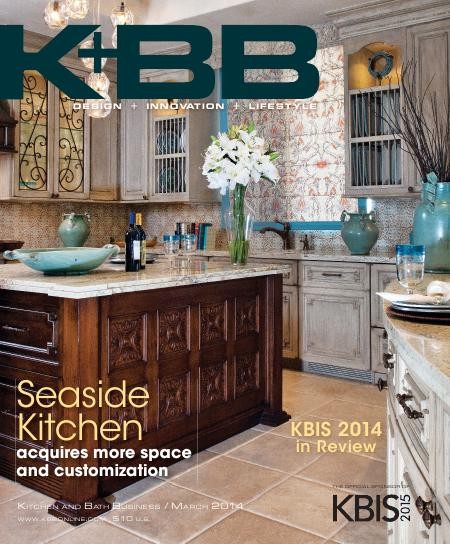 K+BB
DESIGN + INNOVATION + LIFESTYLE
Seaside
Kitchen
acquires more space
and customization
KBIS 2014
in Review
KITCHEN AND BATH BUSINESS / MARCH 2014
WWW.KBBONLINE.COM $10 U.S.
THE OFFICIAL SPONSOR OF
KBIS 2015